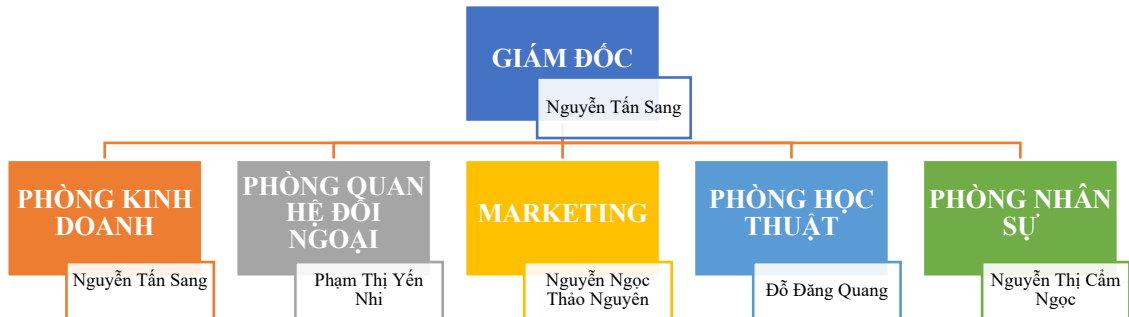 GIÁM ĐỐC
Nguyễn Tấn Sang
PHÒNG KINH
DOANH
Nguyễn Tấn Sang
PHÒNG QUAN
HỆ ĐỐI
NGOẠI
Phạm Thị Yến
Nhi
MARKETING
Nguyễn Ngọc
Thảo Nguyên
PHÒNG HỌC
THUẬT
Đỗ Đăng Quang
PHÒNG NHÂN
SỰ
Nguyễn Thị Cẩm
Ngọc